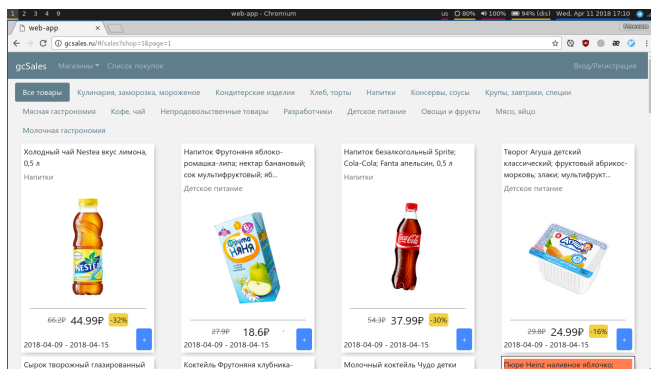 1 2 3 4 9 web-app - Chromium us 80% 100% 94% (dis) Wed, Apr 11 2018 17:10
web-app Максим
gcsales.ru/#/sales?shop=1&page=1
gcSales Магазины Список покупок Вход/Регистрация
Все товары Кулинария, заморозка, мороженое Кондитерские изделия Хлеб, торты Напитки Консервы, соусы Крупы, завтраки, специи
Мясная гастрономия Кофе, чай Непродовольственные товары Разработчики Детское питание Овощи и фрукты Мясо, яйцо
Молочная гастрономия
Холодный чай Nestea вкус лимона,
0,5 л
Напитки
NESTEA
66.2₽ 44.99₽ -32%
2018-04-09 - 2018-04-15 +
Напиток Фрутоняня яблоко-
ромашка-липа; нектар банановый;
сок мультифруктовый; яб...
Детское питание
Фруто
НЯНЯ
27.9₽ 18.6₽ -
2018-04-09 - 2018-04-15 +
Напиток безалкогольный Sprite;
Cola-Cola; Fanta апельсин, 0,5 л
Напитки
Coca-Cola
54.3₽ 37.99₽ -30%
2018-04-09 - 2018-04-15 +
Творог Агуша детский
классический; фруктовый абрикос-
морковь; злаки; мультифрукт...
Детское питание
29.8₽ 24.99₽ -16%
2018-04-09 - 2018-04-15 +
Сырок творожный глазированный
Коктейль Фрутоняня клубника-
Молочный коктейль Чудо детки
Пюре Heinz наливное яблочко;